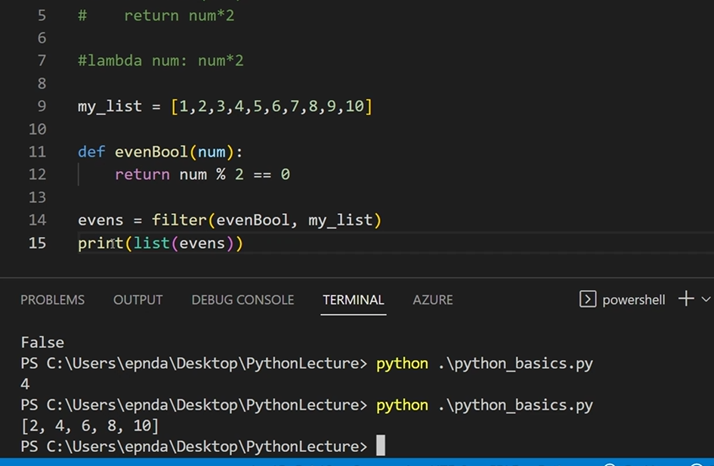 5 #    return num*2
6
7 #lambda num: num*2
8
9 my_list = [1,2,3,4,5,6,7,8,9,10]
10
11 def evenBool(num):
12     return num % 2 == 0
13
14 evens = filter(evenBool, my_list)
15 print(list(evens))
PROBLEMS OUTPUT DEBUG CONSOLE TERMINAL AZURE powershell
False
PS C:\Users\epnda\Desktop\PythonLecture> python .\python_basics.py
4
PS C:\Users\epnda\Desktop\PythonLecture> python .\python_basics.py
[2, 4, 6, 8, 10]
PS C:\Users\epnda\Desktop\PythonLecture>